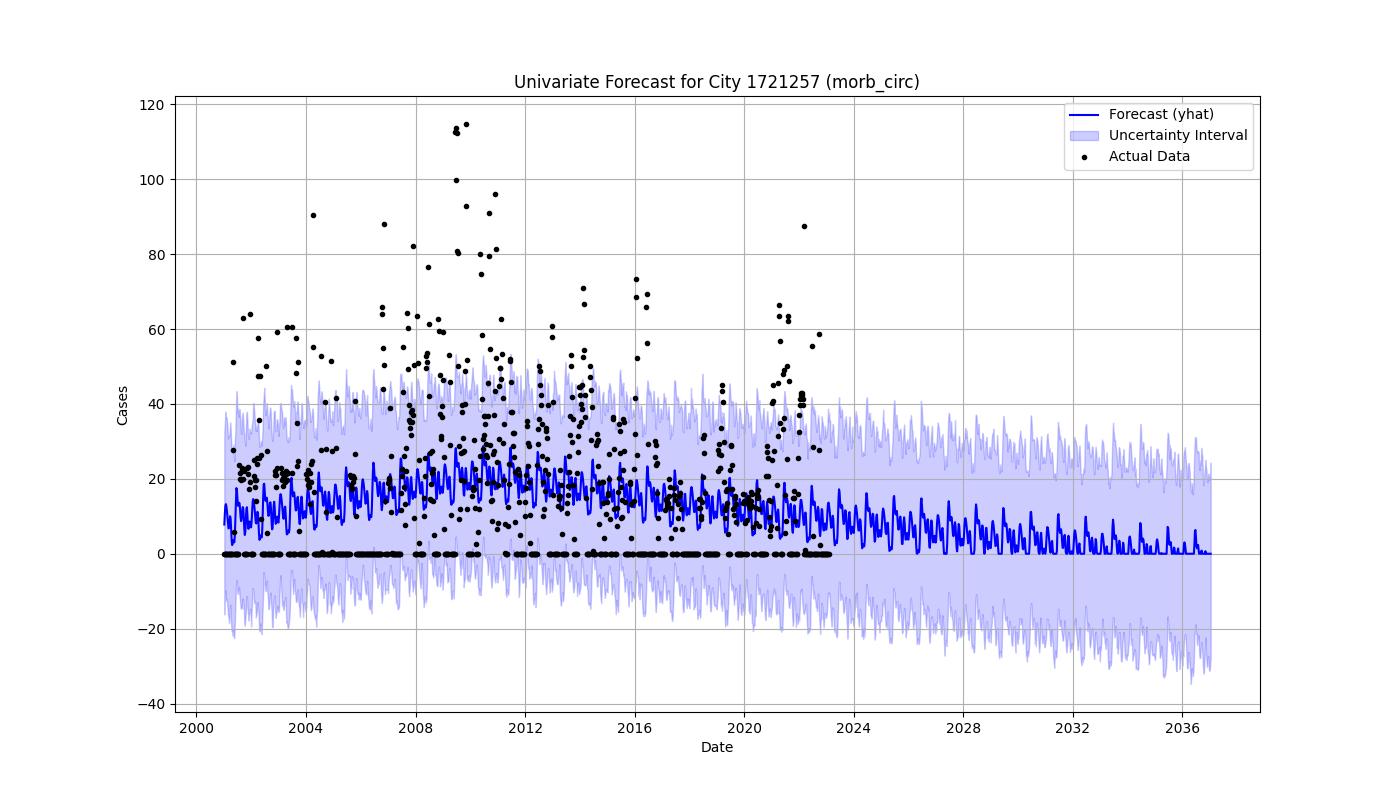 Univariate Forecast for City 1721257 (morb_circ)
Forecast (yhat)
Uncertainty Interval
Actual Data
120
100
80
60
40
20
0
−20
−40
Cases
2000 2004 2008 2012 2016 2020 2024 2028 2032 2036
Date